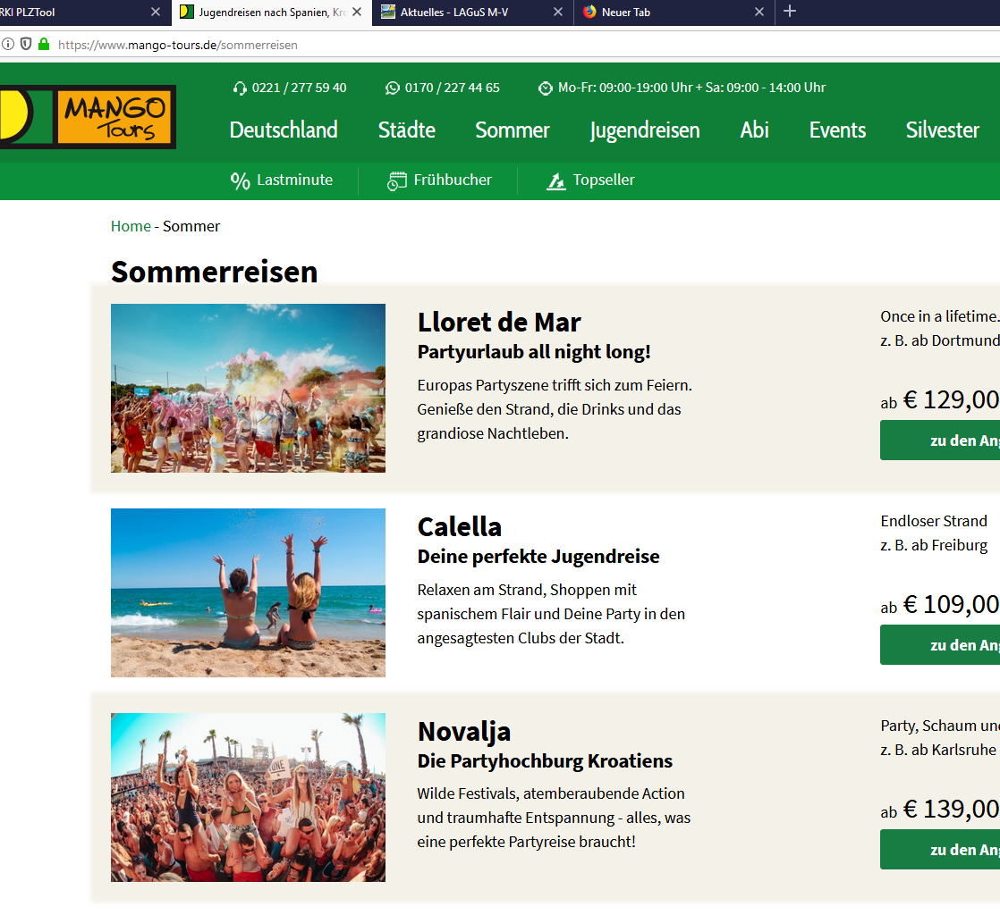 RKI PLZTool
Jugendreisen nach Spanien, Kro
Aktuelles - LAGuS M-V
Neuer Tab
https://www.mango-tours.de/sommerreisen
MANGO
Tours
0221 / 277 59 40
0170 / 227 44 65
Mo-Fr: 09:00-19:00 Uhr + Sa: 09:00 - 14:00 Uhr
Deutschland Städte Sommer Jugendreisen Abi Events Silvester
Lastminute Frühbucher Topseller
Home - Sommer
Sommerreisen
Lloret de Mar
Partyurlaub all night long!
Europas Partyszene trifft sich zum Feiern.
Genieße den Strand, die Drinks und das
grandiose Nachtleben.
Once in a lifetime.
z. B. ab Dortmund
ab € 129,00
zu den Ang
Calella
Deine perfekte Jugendreise
Relaxen am Strand, Shoppen mit
spanischem Flair und Deine Party in den
angesagtesten Clubs der Stadt.
Endloser Strand
z. B. ab Freiburg
ab € 109,00
zu den Ang
Novalja
Die Partyhochburg Kroatiens
Wilde Festivals, atemberaubende Action
und traumhafte Entspannung - alles, was
eine perfekte Partyreise braucht!
Party, Schaum und
z. B. ab Karlsruhe
ab € 139,00
zu den Ang